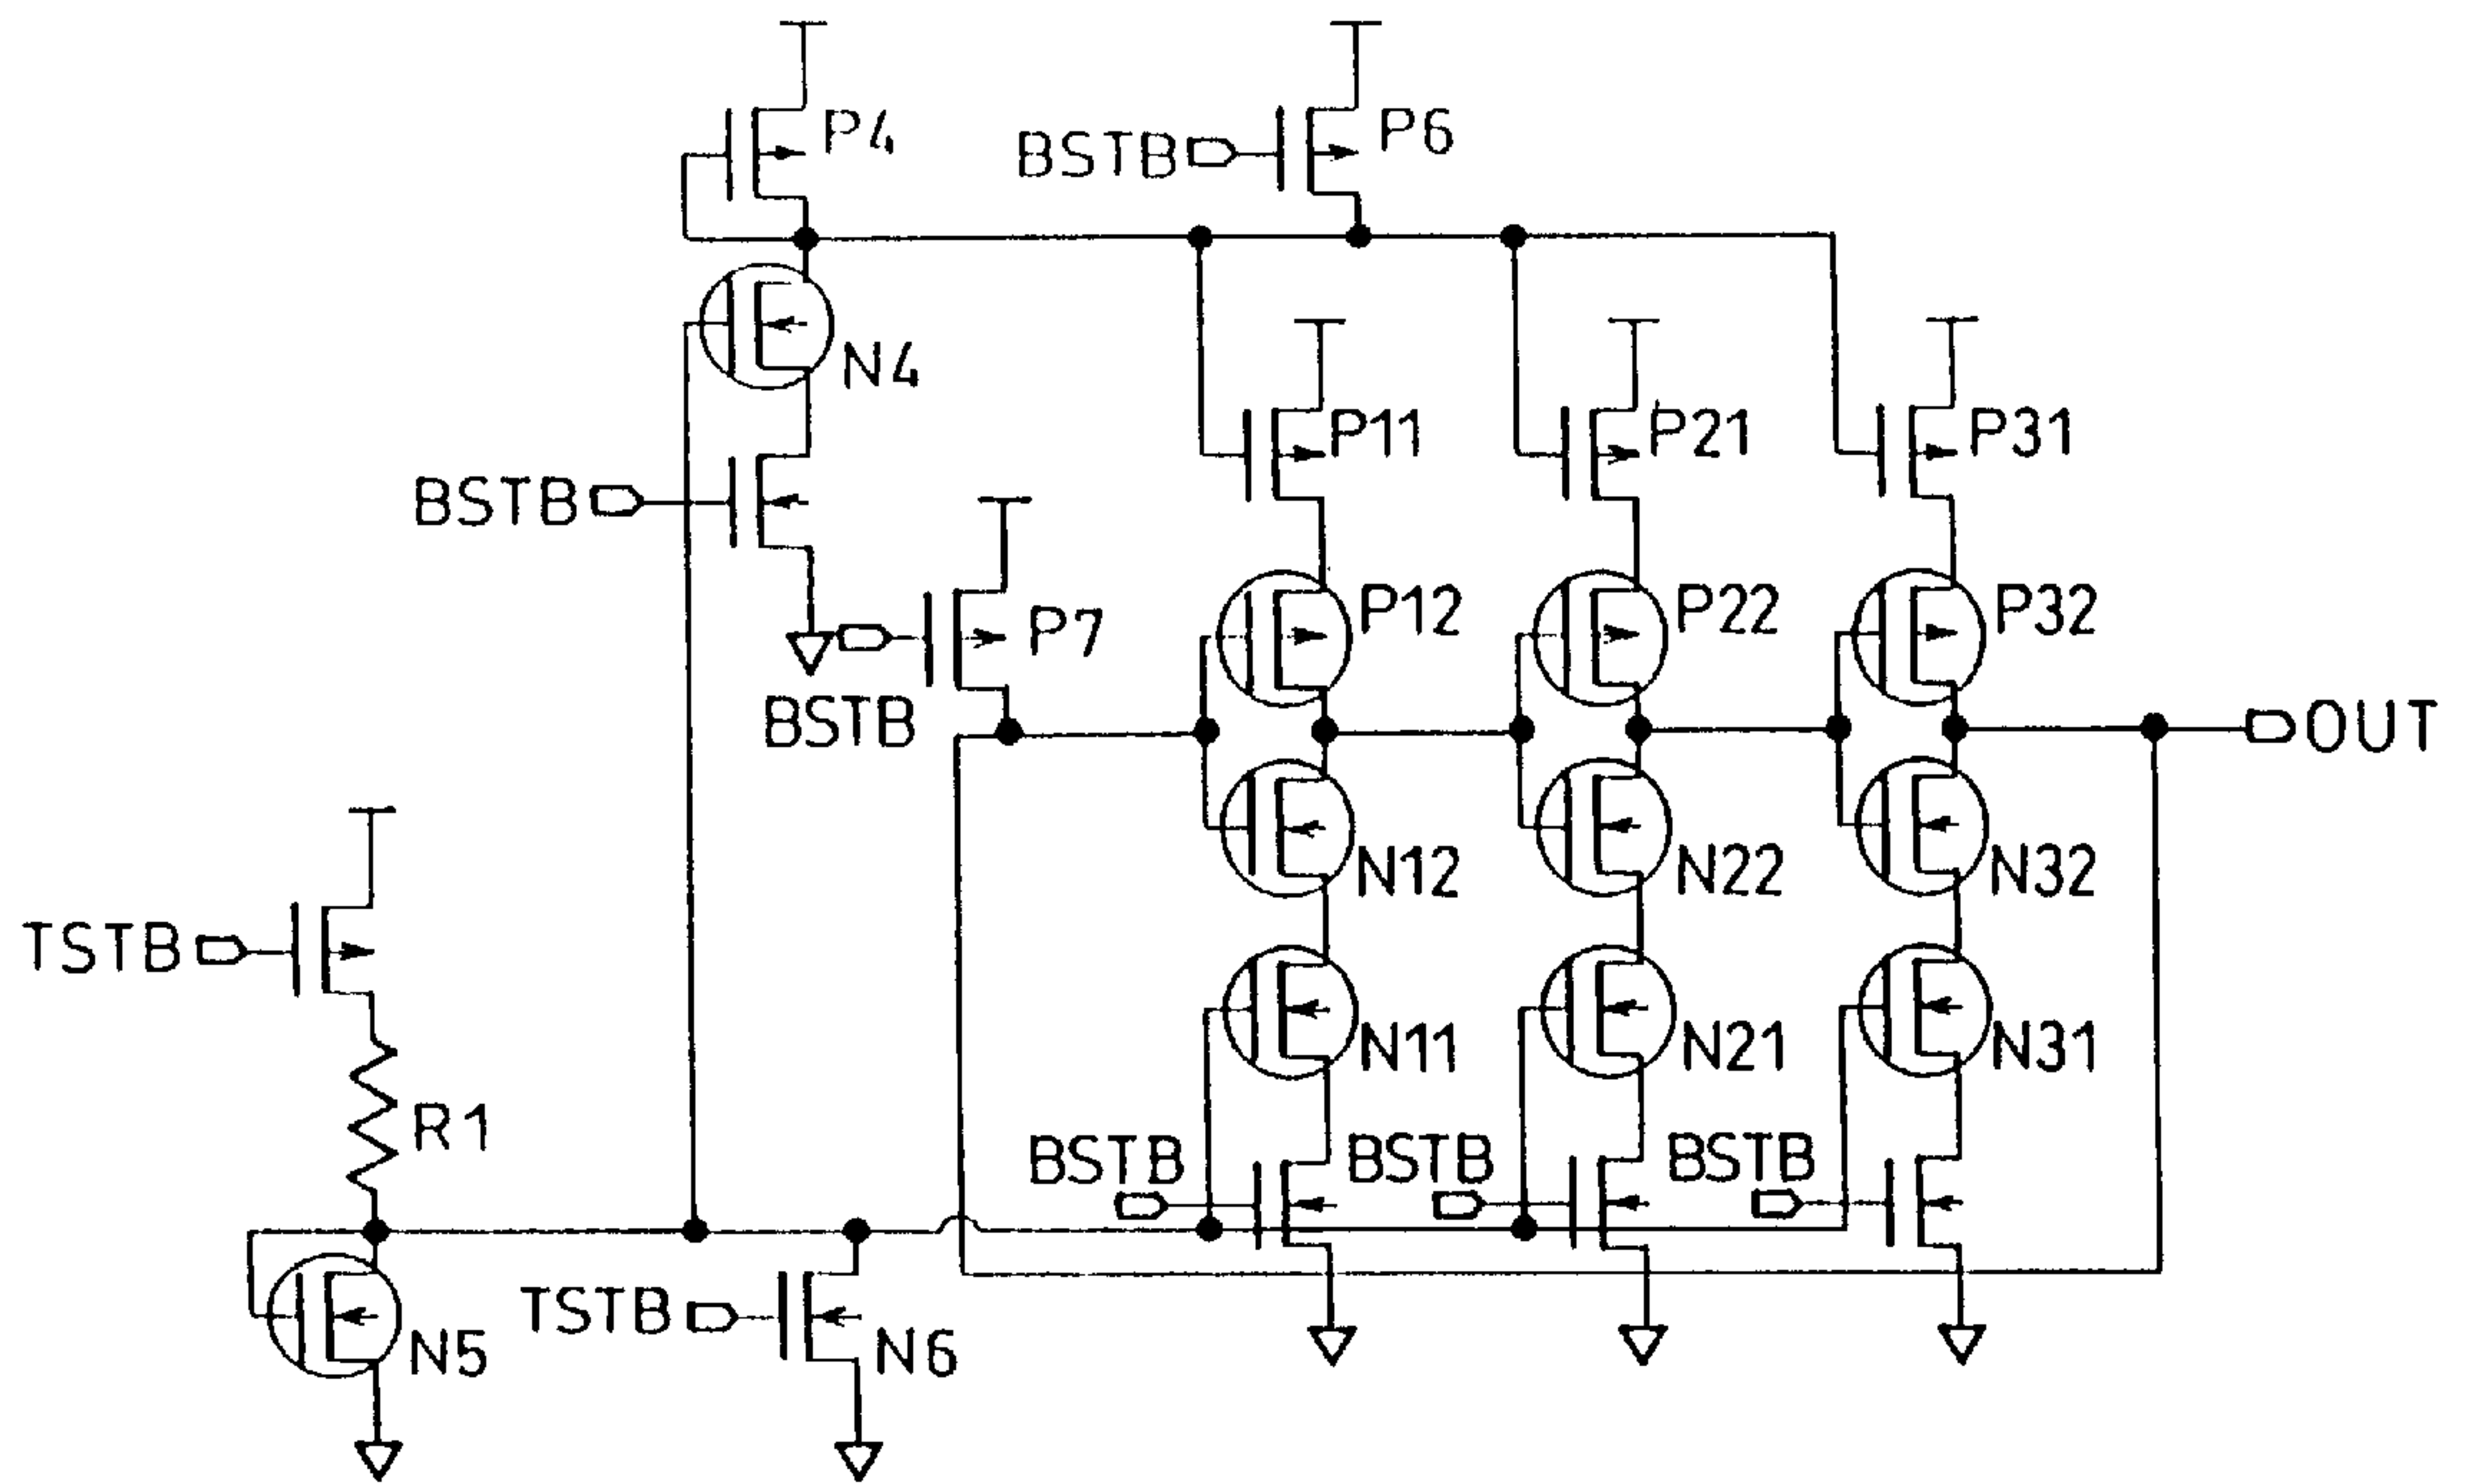 P4
BSTB
P6
N4
P11
P21
P31
BSTB
P7
P12
P22
P32
BSTB
OUT
N12
N22
N32
TSTB
N11
N21
N31
R1
BSTB
BSTB
BSTB
TSTB
N5
N6